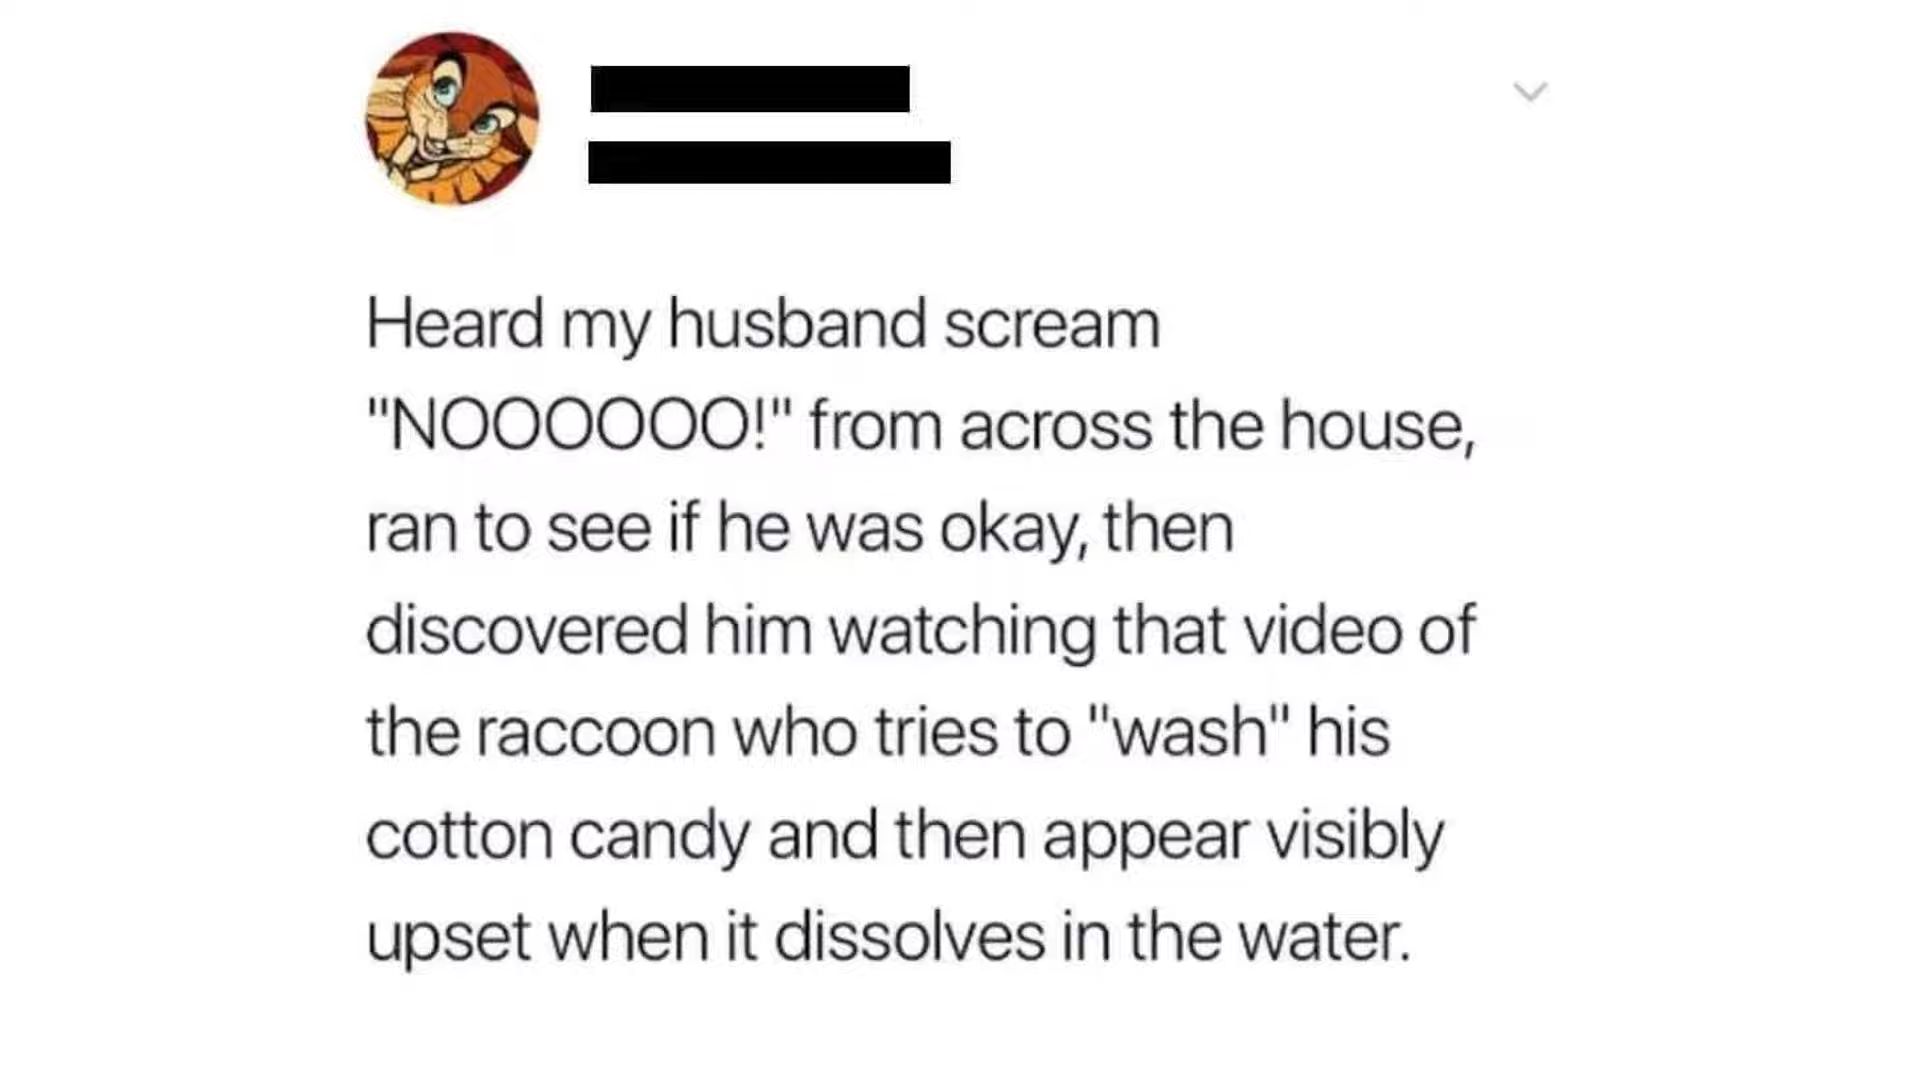 Heard my husband scream
"NOOOOOO!" from across the house,
ran to see if he was okay, then
discovered him watching that video of
the raccoon who tries to "wash" his
cotton candy and then appear visibly
upset when it dissolves in the water.